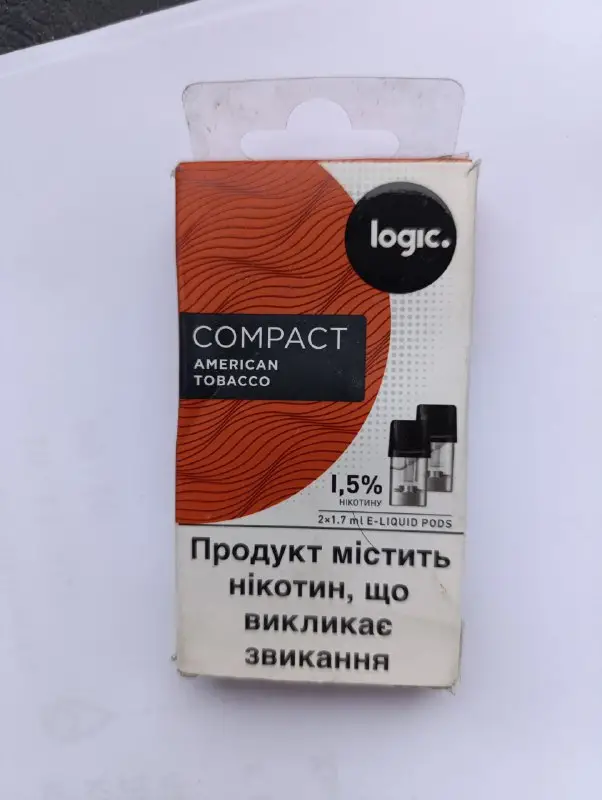 logic.
COMPACT
AMERICAN
TOBACCO
1,5%
НІКОТИНУ
2×1.7 ml E-LIQUID PODS
Продукт містить
нікотин, що
викликає
звикання